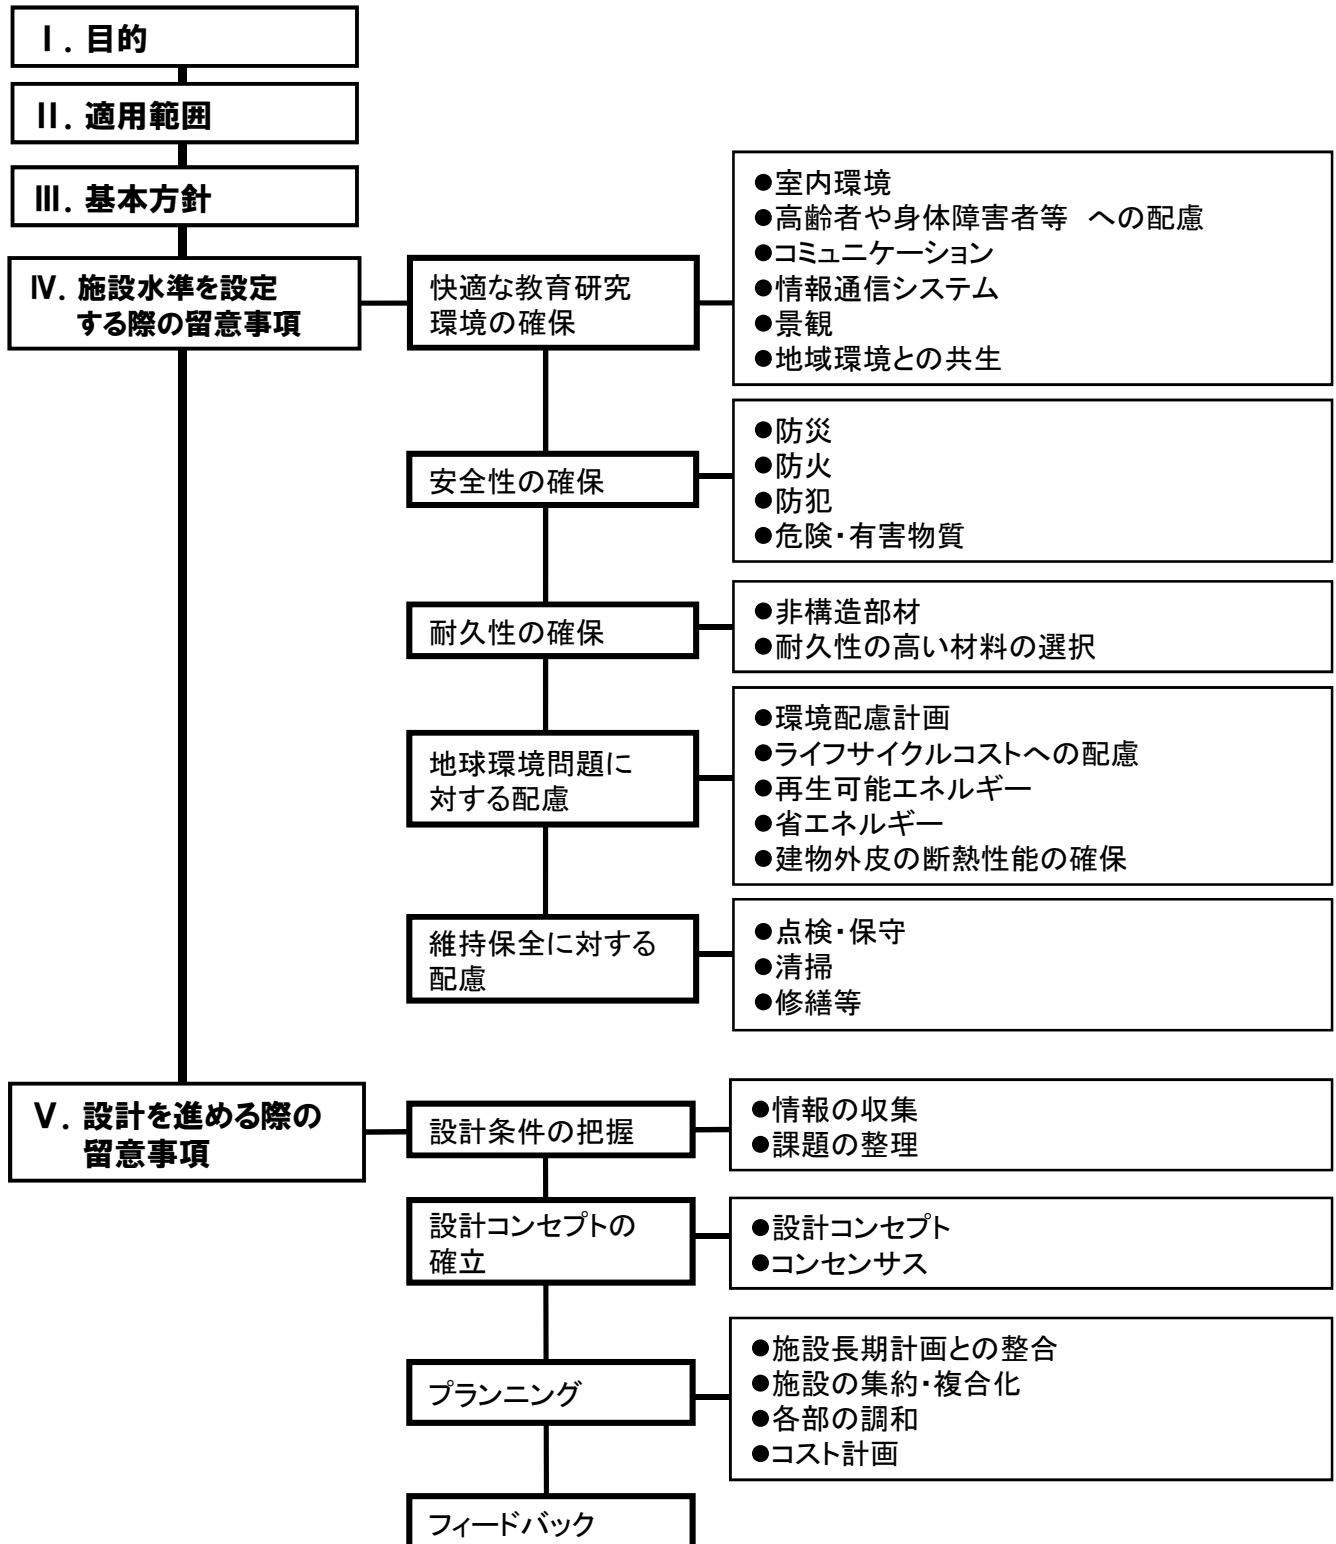 Ⅰ. 目的
Ⅱ. 適用範囲
Ⅲ. 基本方針
Ⅳ. 施設水準を設定
する際の留意事項
快適な教育研究
環境の確保
●室内環境
●高齢者や身体障害者等　への配慮
●コミュニケーション
●情報通信システム
●景観
●地域環境との共生
安全性の確保
●防災
●防火
●防犯
●危険・有害物質
耐久性の確保
●非構造部材
●耐久性の高い材料の選択
地球環境問題に
対する配慮
●環境配慮計画
●ライフサイクルコストへの配慮
●再生可能エネルギー
●省エネルギー
●建物外皮の断熱性能の確保
維持保全に対する
配慮
●点検・保守
●清掃
●修繕等
Ⅴ. 設計を進める際の
留意事項
設計条件の把握
●情報の収集
●課題の整理
設計コンセプトの
確立
●設計コンセプト
●コンセンサス
プランニング
●施設長期計画との整合
●施設の集約・複合化
●各部の調和
●コスト計画
フィードバック